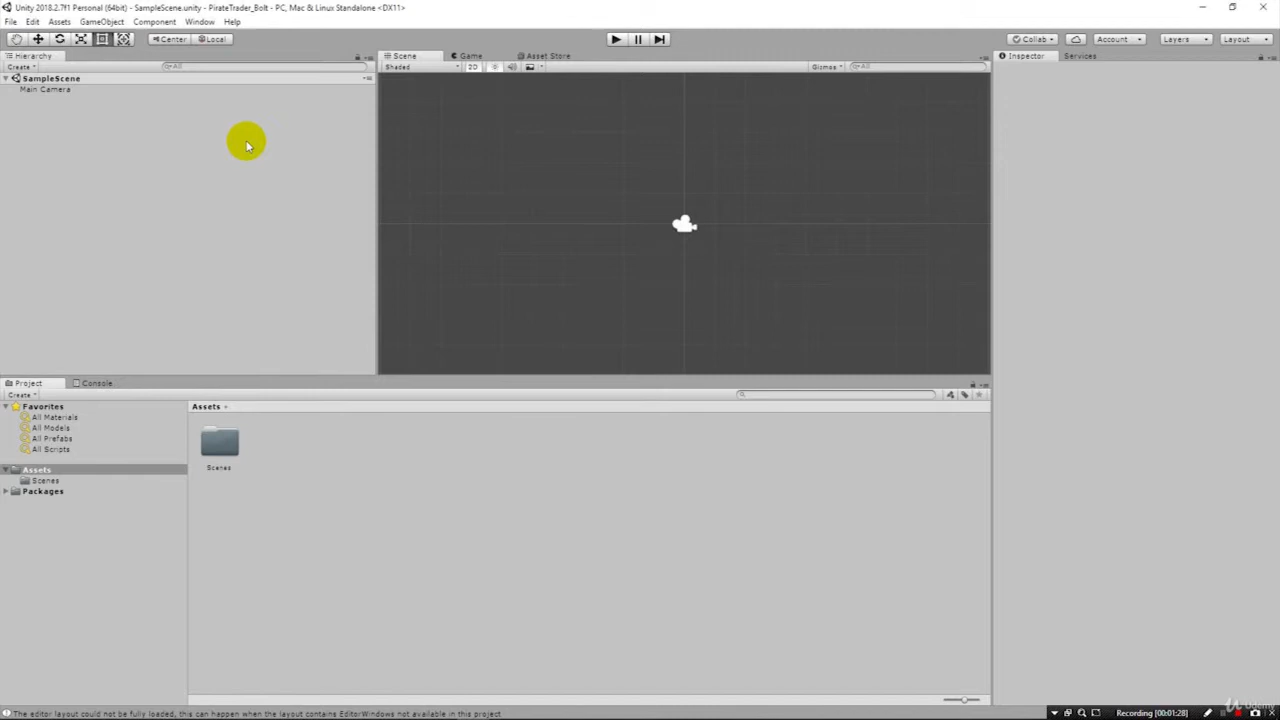 Unity 2018.2.7f1 Personal (64bit) - SampleScene.unity - PirateTrader_Bolt - PC, Mac & Linux Standalone <DX11>
File Edit Assets GameObject Component Window Help
Center Local Collab Account Layers Layout
Hierarchy Scene Game Asset Store Inspector Services
Create All Shaded 2D Gizmos All
SampleScene
Main Camera
Project Console
Create
Favorites Assets
All Materials
All Models
All Prefabs
All Scripts
Scenes
Assets
Scenes
Packages
Udemy
The editor layout could not be fully loaded, this can happen when the layout contains EditorWindows not available in this project
Recording [00:01:28]